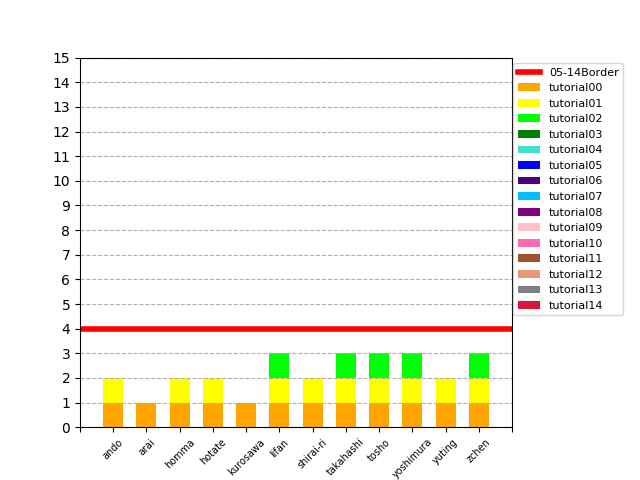 15
14
13
12
11
10
9
8
7
6
5
4
3
2
1
0
ando
arai
homma
hotate
kurosawa
lifan
shirai-ri
takahashi
tosho
yoshimura
yuting
zchen
05-14Border
tutorial00
tutorial01
tutorial02
tutorial03
tutorial04
tutorial05
tutorial06
tutorial07
tutorial08
tutorial09
tutorial10
tutorial11
tutorial12
tutorial13
tutorial14